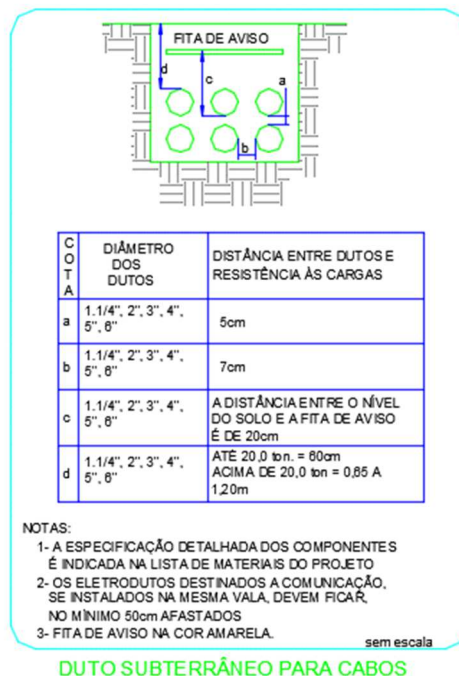 FITA DE AVISO
d
c
a
b
COTA
DIÂMETRO
DOS
DUTOS
DISTÂNCIA ENTRE DUTOS E
RESISTÊNCIA ÀS CARGAS
a
1.1/4", 2", 3", 4",
5", 6"
5cm
b
1.1/4", 2", 3", 4",
5", 6"
7cm
c
1.1/4", 2", 3", 4",
5", 6"
A DISTÂNCIA ENTRE O NÍVEL
DO SOLO E A FITA DE AVISO
É DE 20cm
d
1.1/4", 2", 3", 4",
5", 6"
ATÉ 20,0 ton. = 60cm
ACIMA DE 20,0 ton = 0,65 A
1,20m
NOTAS:
1- A ESPECIFICAÇÃO DETALHADA DOS COMPONENTES
É INDICADA NA LISTA DE MATERIAIS DO PROJETO
2- OS ELETRODUTOS DESTINADOS A COMUNICAÇÃO,
SE INSTALADOS NA MESMA VALA, DEVEM FICAR,
NO MÍNIMO 50cm AFASTADOS
3- FITA DE AVISO NA COR AMARELA.
sem escala
DUTO SUBTERRÂNEO PARA CABOS